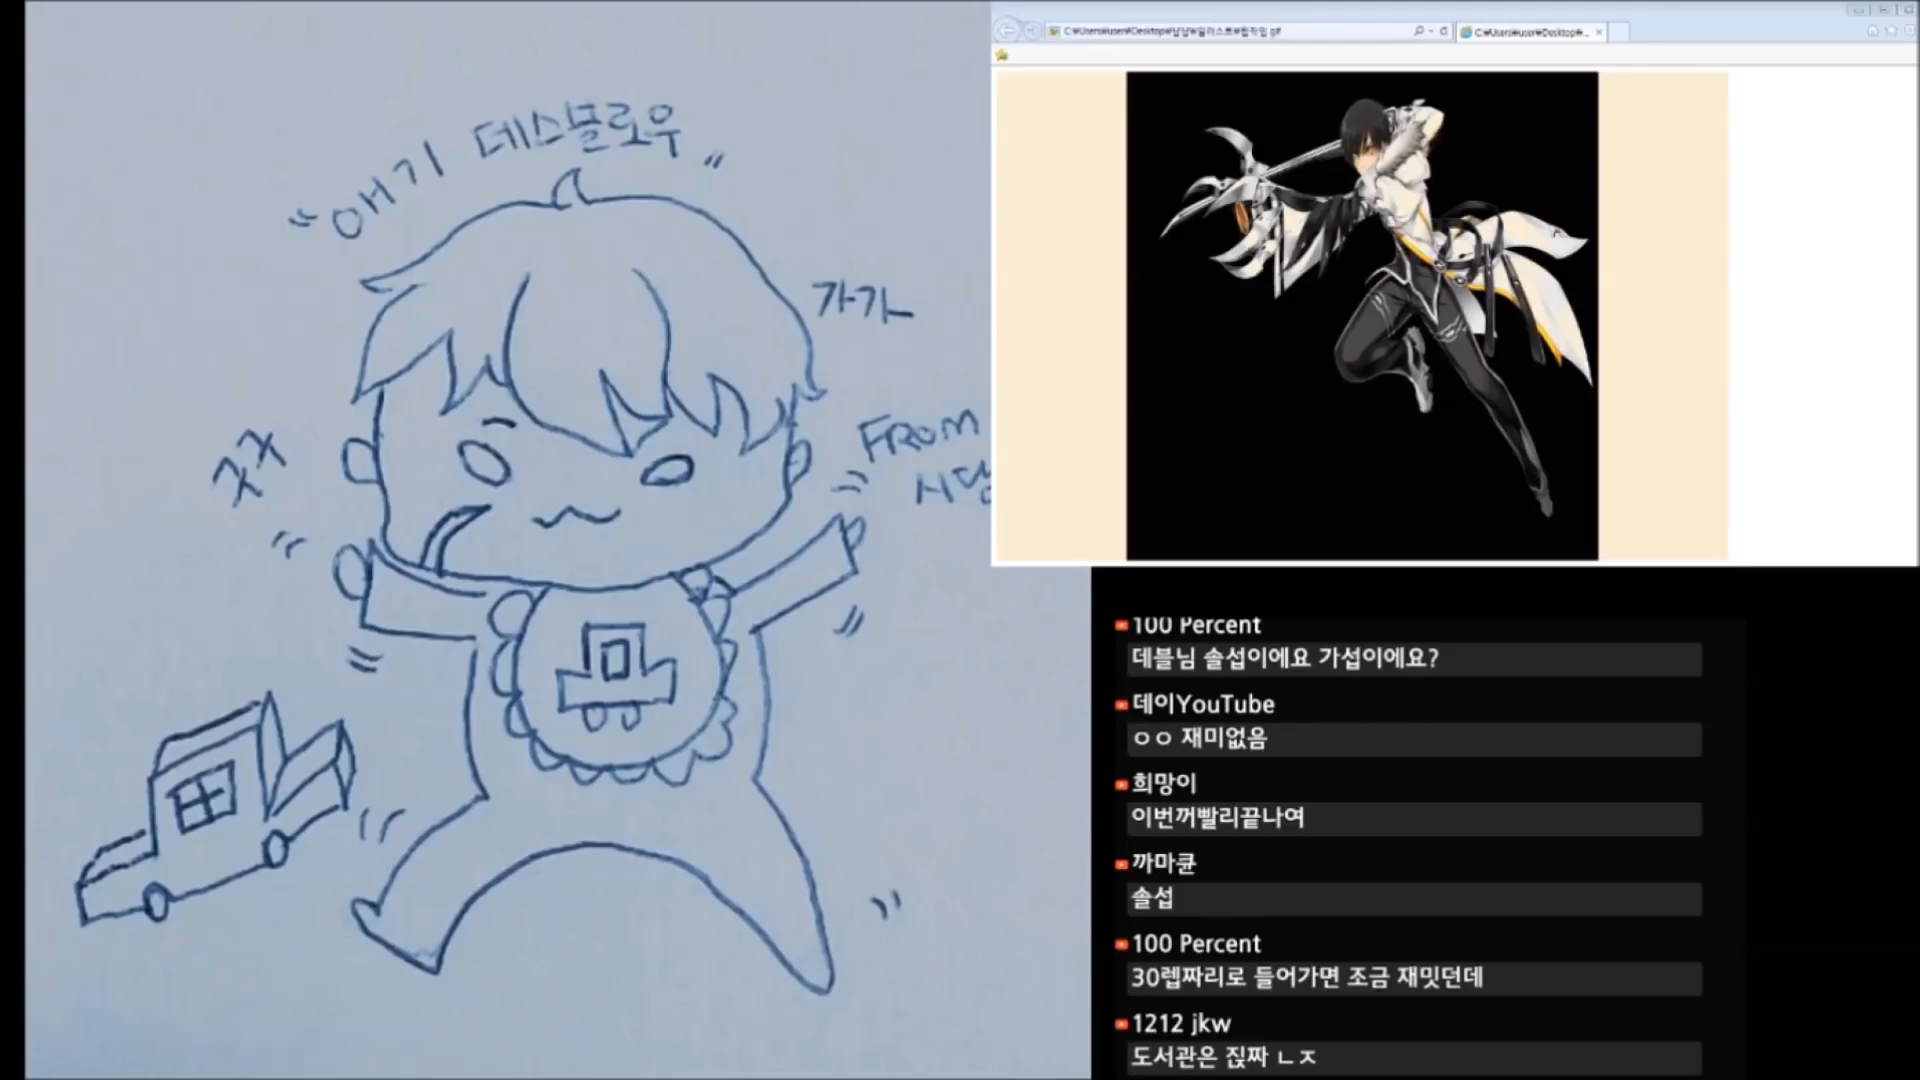 "애기 데스블로우"
가가
쿠쿠
FROM
100 Percent
데블님 솔섭이에요 가섭이에요?
데이YouTube
ㅇㅇ 재미없음
희망이
이번꺼빨리끝나여
까마큔
솔섭
100 Percent
30렙짜리로 들어가면 조금 재밋던데
1212 jkw
도서관은 짅짜 ㄴㅈ